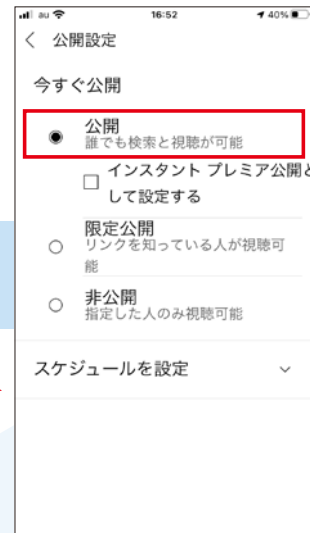 au 16:52 40%
公開設定
今すぐ公開
公開
誰でも検索と視聴が可能
インスタント プレミア公開と
して設定する
限定公開
リンクを知っている人が視聴可
能
非公開
指定した人のみ視聴可能
スケジュールを設定